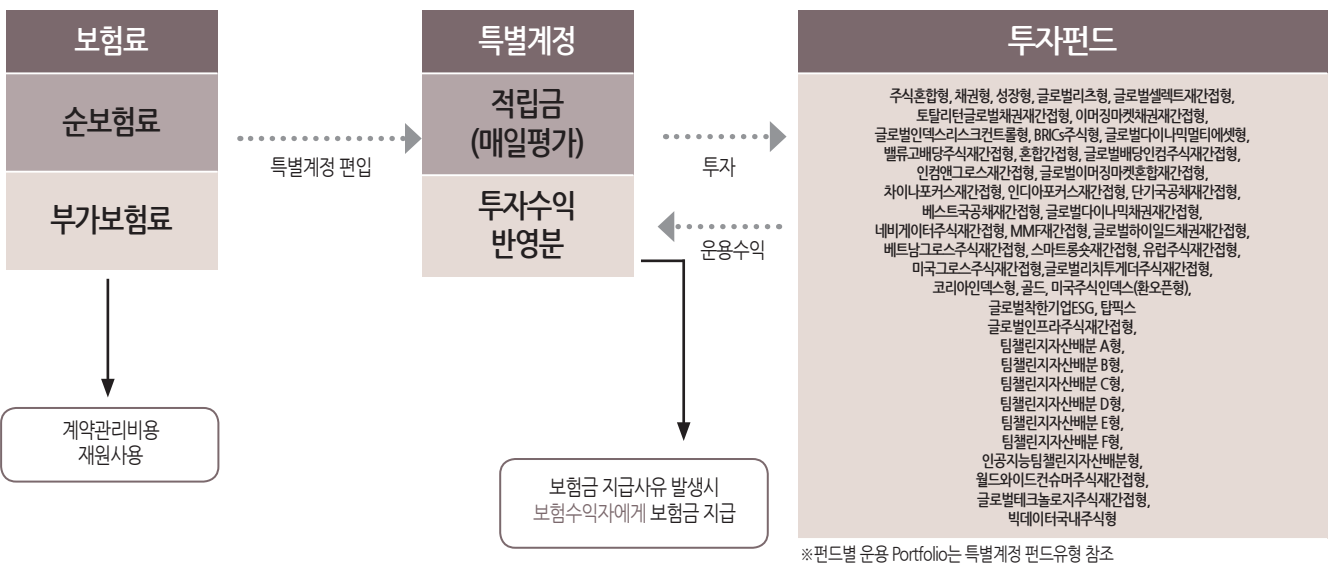 보험료
순보험료
부가보험료
계약관리비용
재원사용
특별계정 편입
특별계정
적립금
(매일평가)
투자수익
반영분
보험금 지급사유 발생시
보험수익자에게 보험금 지급
투자
운용수익
투자펀드
주식혼합형, 채권형, 성장형, 글로벌리츠형, 글로벌셀렉트재간접형,
토탈리턴글로벌채권재간접형, 이머징마켓채권재간접형,
글로벌인덱스리스크컨트롤형, BRICs주식형, 글로벌다이나믹멀티에셋형,
밸류고배당주식재간접형, 혼합간접형, 글로벌배당인컴주식재간접형,
인컴앤그로스재간접형, 글로벌이머징마켓혼합재간접형,
차이나포커스재간접형, 인디아포커스재간접형, 단기국공채재간접형,
베스트국공채재간접형, 글로벌다이나믹채권재간접형,
네비게이터주식재간접형, MMF재간접형, 글로벌하이일드채권재간접형,
베트남그로스주식재간접형, 스마트롱숏재간접형, 유럽주식재간접형,
미국그로스주식재간접형,글로벌리치투게더주식재간접형,
코리아인덱스형, 골드, 미국주식인덱스(환오픈형),
글로벌착한기업ESG, 탑픽스
글로벌인프라주식재간접형,
팀챌린지자산배분 A형,
팀챌린지자산배분 B형,
팀챌린지자산배분 C형,
팀챌린지자산배분 D형,
팀챌린지자산배분 E형,
팀챌린지자산배분 F형,
인공지능팀챌린지자산배분형,
월드와이드컨슈머주식재간접형,
글로벌테크놀로지주식재간접형,
빅데이터국내주식형
※펀드별 운용 Portfolio는 특별계정 펀드유형 참조